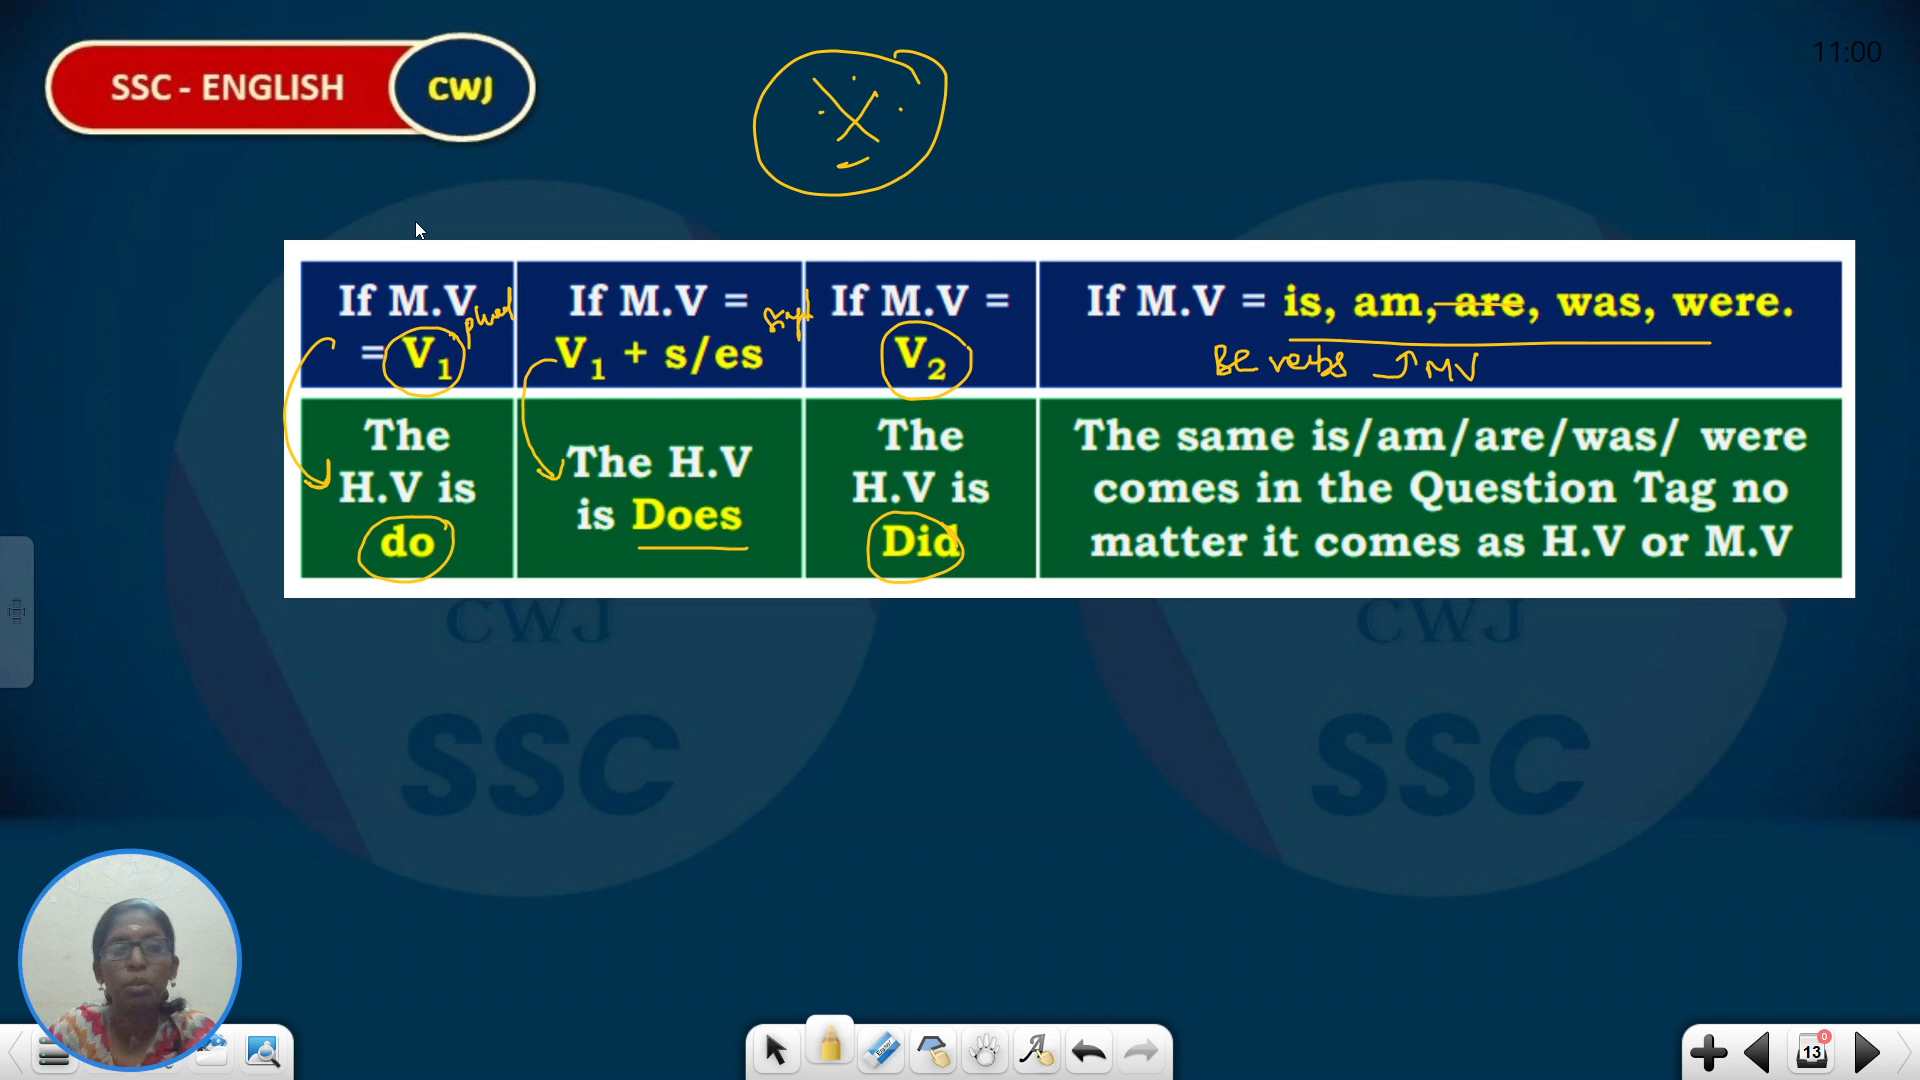 SSC - ENGLISH
CWJ
11:00
If M.V
= V₁
plural
If M.V =
V₁ + s/es
If M.V =
V₂
If M.V = is, am, are, was, were.
Be verbs MV
The
H.V is
do
The H.V
is Does
The
H.V is
Did
The same is/am/are/was/ were
comes in the Question Tag no
matter it comes as H.V or M.V
CWJ
SSC
CWJ
SSC
Eraser
A
13
0